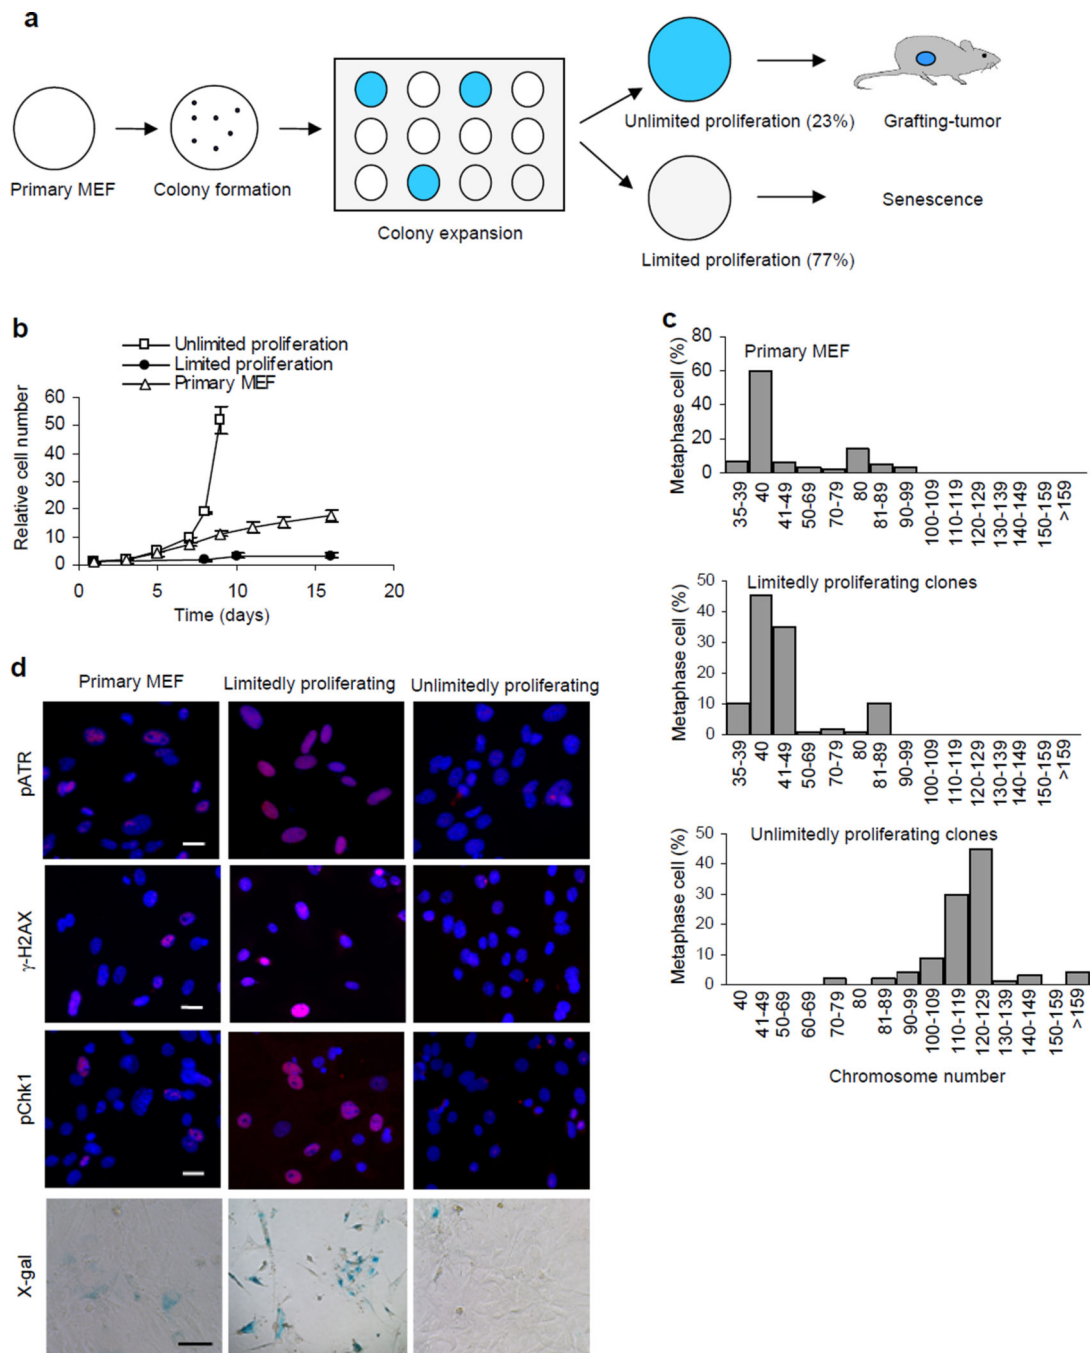 a
Primary MEF
Colony formation
Colony expansion
Unlimited proliferation (23%)
Grafting-tumor
Limited proliferation (77%)
Senescence
b
Unlimited proliferation
Limited proliferation
Primary MEF
Relative cell number
60
50
40
30
20
10
0
0 5 10 15 20
Time (days)
c
Primary MEF
Metaphase cell (%)
80
60
40
20
0
35-39 40 41-49 50-69 70-79 80 81-89 90-99 100-109 110-119 120-129 130-139 140-149 150-159 >159
Limitedly proliferating clones
Metaphase cell (%)
50
40
30
20
10
0
35-39 40 41-49 50-69 70-79 80 81-89 90-99 100-109 110-119 120-129 130-139 140-149 150-159 >159
Unlimitedly proliferating clones
Metaphase cell (%)
50
40
30
20
10
0
40 41-49 50-69 60-69 70-79 80 81-89 90-99 100-109 110-119 120-129 130-139 140-149 150-159 >159
Chromosome number
d
Primary MEF Limitedly proliferating Unlimitedly proliferating
pATR
γ-H2AX
pChk1
X-gal